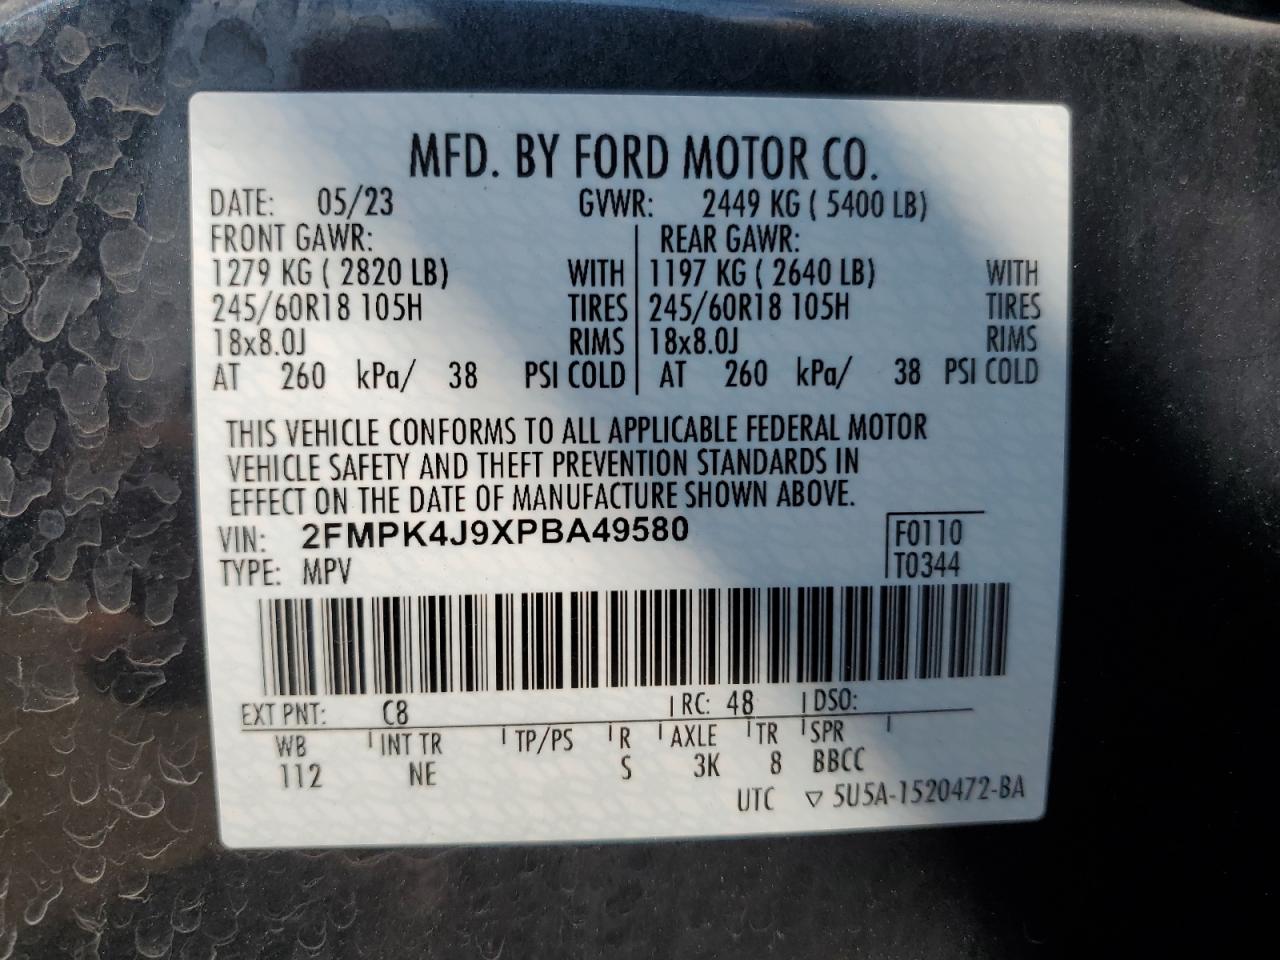 MFD. BY FORD MOTOR CO.
DATE: 05/23 GVWR: 2449 KG ( 5400 LB)
FRONT GAWR: REAR GAWR:
1279 KG ( 2820 LB) WITH 1197 KG ( 2640 LB) WITH
245/60R18 105H TIRES 245/60R18 105H TIRES
18x8.0J RIMS 18x8.0J RIMS
AT 260 kPa/ 38 PSI COLD AT 260 kPa/ 38 PSI COLD
THIS VEHICLE CONFORMS TO ALL APPLICABLE FEDERAL MOTOR
VEHICLE SAFETY AND THEFT PREVENTION STANDARDS IN
EFFECT ON THE DATE OF MANUFACTURE SHOWN ABOVE.
VIN: 2FMPK4J9XPBA49580 F0110
TYPE: MPV T0344
EXT PNT: C8 RC: 48 DSO:
WB INT TR TP/PS R AXLE TR SPR
112 NE S 3K 8 BBCC
UTC ▽ 5U5A-1520472-BA